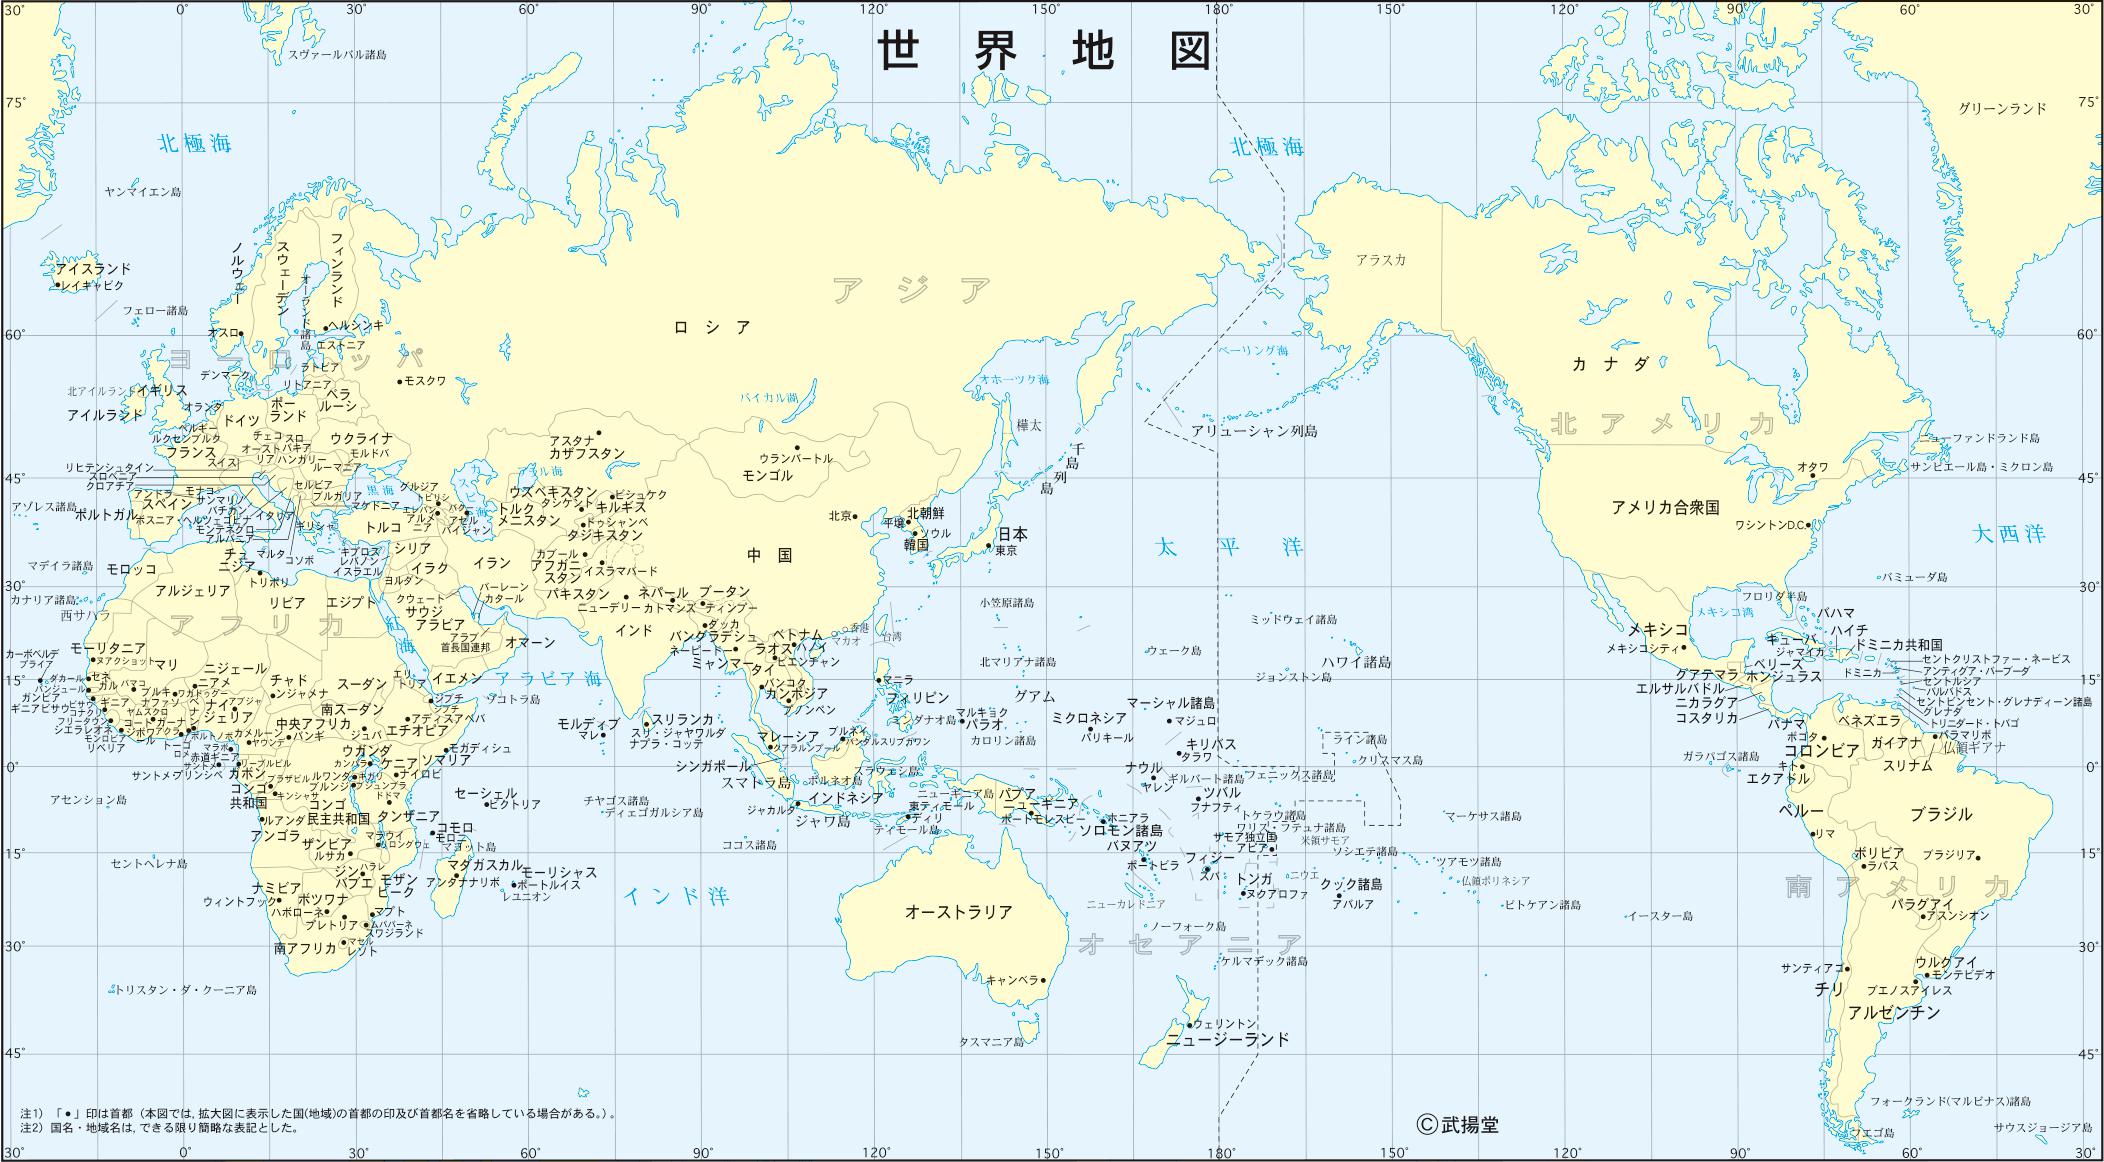 30° 0° 30° 60° 90° 120° 150° 180° 150° 120° 90° 60° 30°
世界地図
スヴァールバル諸島
75°
75°
グリーンランド
北極海
北極海
ヤンマイエン島
ノルウェー
スウェーデン
フィンランド
オーランド諸島
アイスランド
レイキャビク
アラスカ
アジア
フェロー諸島
オスロ
ヘルシンキ
ロシア
60°
60°
エストニア
ヨーロッパ
ベーリング海
カナダ
ラトビア
デンマーク
リトアニア
モスクワ
オホーツク海
北アイルランド
イギリス
ベラルーシ
バイカル湖
アイルランド
オランダ
ポーランド
ドイツ
北アメリカ
樺太
アリューシャン列島
ベルギー
ルクセンブルク
チェコ
スロバキア
ウクライナ
アスタナ
カザフスタン
千島列島
ニューファンドランド島
フランス
オーストリア
ハンガリー
モルドバ
ウランバートル
モンゴル
スイス
ルーマニア
リヒテンシュタイン
スロベニア
クロアチア
カスピ海
アラル海
オタワ
サンピエール島・ミクロン島
45°
45°
アンドラ
モナコ
サンマリノ
バチカン
セルビア
ブルガリア
黒海
グルジア
トビリシ
ウズベキスタン
タシケント
ビシュケク
キルギス
アゾレス諸島
スペイン
ポルトガル
ボスニア・ヘルツェゴビナ
モンテネグロ
アルバニア
イタリア
マケドニア
ギリシャ
エレバン
アルメニア
バクー
アゼルバイジャン
トルクメニスタン
ドゥシャンベ
タジキスタン
トルコ
北京
平壌
北朝鮮
ソウル
韓国
日本
東京
アメリカ合衆国
ワシントンD.C.
太平洋
大西洋
チュニジア
マルタ
コソボ
キプロス
レバノン
イスラエル
シリア
イラク
イラン
カブール
アフガニスタン
イスラマバード
中国
マデイラ諸島
モロッコ
トリポリ
ヨルダン
30°
30°
アルジェリア
リビア
エジプト
クウェート
バーレーン
カタール
パキスタン
ニューデリー
ネパール
カトマンズ
ブータン
ティンプー
バミューダ島
カナリア諸島
西サハラ
サウジアラビア
小笠原諸島
フロリダ半島
メキシコ湾
バハマ
アフリカ
紅海
アラブ首長国連邦
オマーン
インド
ダッカ
バングラデシュ
ネーピードー
ミャンマー
ベトナム
ラオス
ハノイ
ビエンチャン
タイ
香港
マカオ
台湾
ミッドウェイ諸島
メキシコ
メキシコシティ
キューバ
ハイチ
ジャマイカ
ドミニカ共和国
モーリタニア
ヌアクショット
マリ
ニジェール
ニアメ
チャド
ンジャメナ
スーダン
エリトリア
イエメン
アラビア海
ソコトラ島
北マリアナ諸島
ウェーク島
ハワイ諸島
ジョンストン島
カーボベルデ
プライア
15°
15°
グアテマラ
ベリーズ
ホンジュラス
エルサルバドル
ニカラグア
コスタリカ
ドミニカ
セントクリストファー・ネービス
アンティグア・バーブーダ
セントルシア
バルバドス
セントビンセント・グレナディーン諸島
グレナダ
トリニダード・トバゴ
ダカール
セネガル
バンジュール
ガンビア
ギニアビサウ
ビサウ
コナクリ
フリータウン
シエラレオネ
モンロビア
リベリア
バマコ
ギニア
ブルキナファソ
ワガドゥグー
ヤムスクロ
コートジボワール
ガーナ
アクラ
トーゴ
ロメ
ポルトノボ
ナイジェリア
アブジャ
カメルーン
ヤウンデ
中央アフリカ
バンギ
南スーダン
ジュバ
エチオピア
アディスアベバ
ジブチ
ジブチ
モガディシュ
ソマリア
モルディブ
マレ
スリランカ
スリ・ジャヤワルダナプラ・コッテ
バンコク
カンボジア
プノンペン
マニラ
フィリピン
ミンダナオ島
グアム
マルキョク
パラオ
カロリン諸島
ミクロネシア
パリキール
マーシャル諸島
マジュロ
パナマ
ベネズエラ
ボゴタ
コロンビア
ガイアナ
パラマリボ
仏領ギアナ
スリナム
マレーシア
クアラルンプール
ブルネイ
バンダルスリブガワン
キリバス
タラワ
ライン諸島
クリスマス島
ガラパゴス諸島
マラボ
赤道ギニア
サントメ
サントメプリンシペ
リーブルビル
ガボン
0°
0°
ウガンダ
カンパラ
ケニア
ナイロビ
ルワンダ
キガリ
ブルンジ
ブジュンブラ
ドドマ
シンガポール
スマトラ島
ボルネオ島
スラウェシ島
ナウル
ヤレン
ギルバート諸島
フェニックス諸島
キト
エクアドル
コンゴ共和国
ブラザビル
キンシャサ
コンゴ民主共和国
タンザニア
アセンション島
セーシェル
ビクトリア
チャゴス諸島
ディエゴガルシア島
インドネシア
ジャカルタ
ジャワ島
ニューギニア島
パプアニューギニア
ポートモレスビー
東ティモール
ディリ
ティモール島
ツバル
フナフティ
トケラウ諸島
ワリス・フテュナ諸島
サモア独立国
アピア
米領サモア
マーケサス諸島
ペルー
リマ
ブラジル
ルアンダ
アンゴラ
ザンビア
ルサカ
マラウイ
リロングウェ
コモロ
モロニ
マヨット島
ココス諸島
ホニアラ
ソロモン諸島
バヌアツ
ポートビラ
ソシエテ諸島
ツアモツ諸島
15°
15°
セントヘレナ島
ハラレ
ジンバブエ
モザンビーク
マダガスカル
アンタナナリボ
モーリシャス
ポートルイス
レユニオン
インド洋
フィジー
スバ
ニウエ
トンガ
ヌクアロファ
クック諸島
アバルア
仏領ポリネシア
ボリビア
ラパス
ブラジリア
南アメリカ
ナミビア
ウィントフック
ボツワナ
ハボローネ
プレトリア
マプト
ムババーネ
スワジランド
オーストラリア
ニューカレドニア
ピトケアン諸島
イースター島
パラグアイ
アスンシオン
30°
30°
南アフリカ
マセル
レソト
ノーフォーク島
オセアニア
ケルマデック諸島
サンティアゴ
チリ
ウルグアイ
モンテビデオ
ブエノスアイレス
アルゼンチン
トリスタン・ダ・クーニア島
キャンベラ
ウェリントン
ニュージーランド
タスマニア島
45°
45°
フォークランド(マルビナス)諸島
サウスジョージア島
フエゴ島
注1) 「●」印は首都（本図では, 拡大図に表示した国(地域)の首都の印及び首都名を省略している場合がある。）。
注2) 国名・地域名は, できる限り簡略な表記とした。
©武揚堂
30° 0° 30° 60° 90° 120° 150° 180° 150° 120° 90° 60° 30°